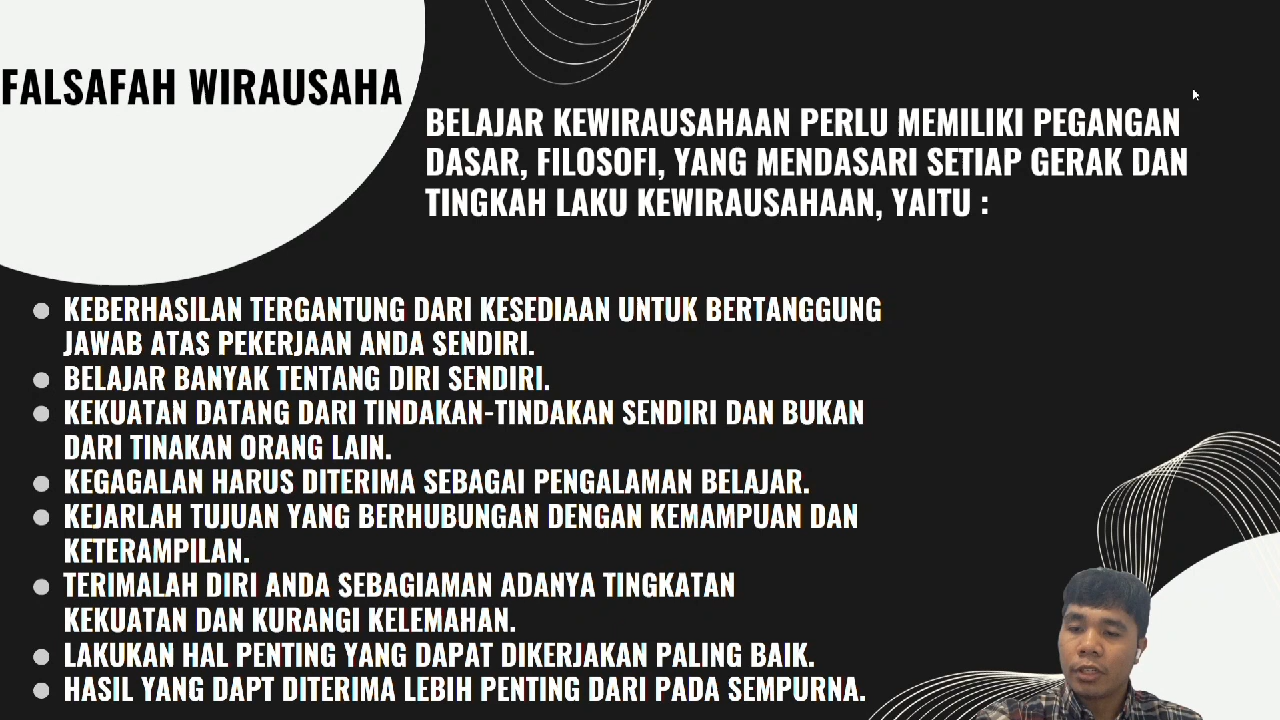 FALSAFAH WIRAUSAHA
BELAJAR KEWIRAUSAHAAN PERLU MEMILIKI PEGANGAN
DASAR, FILOSOFI, YANG MENDASARI SETIAP GERAK DAN
TINGKAH LAKU KEWIRAUSAHAAN, YAITU :
KEBERHASILAN TERGANTUNG DARI KESEDIAAN UNTUK BERTANGGUNG
JAWAB ATAS PEKERJAAN ANDA SENDIRI.
BELAJAR BANYAK TENTANG DIRI SENDIRI.
KEKUATAN DATANG DARI TINDAKAN-TINDAKAN SENDIRI DAN BUKAN
DARI TINAKAN ORANG LAIN.
KEGAGALAN HARUS DITERIMA SEBAGAI PENGALAMAN BELAJAR.
KEJARLAH TUJUAN YANG BERHUBUNGAN DENGAN KEMAMPUAN DAN
KETERAMPILAN.
TERIMALAH DIRI ANDA SEBAGIAMAN ADANYA TINGKATAN
KEKUATAN DAN KURANGI KELEMAHAN.
LAKUKAN HAL PENTING YANG DAPAT DIKERJAKAN PALING BAIK.
HASIL YANG DAPT DITERIMA LEBIH PENTING DARI PADA SEMPURNA.